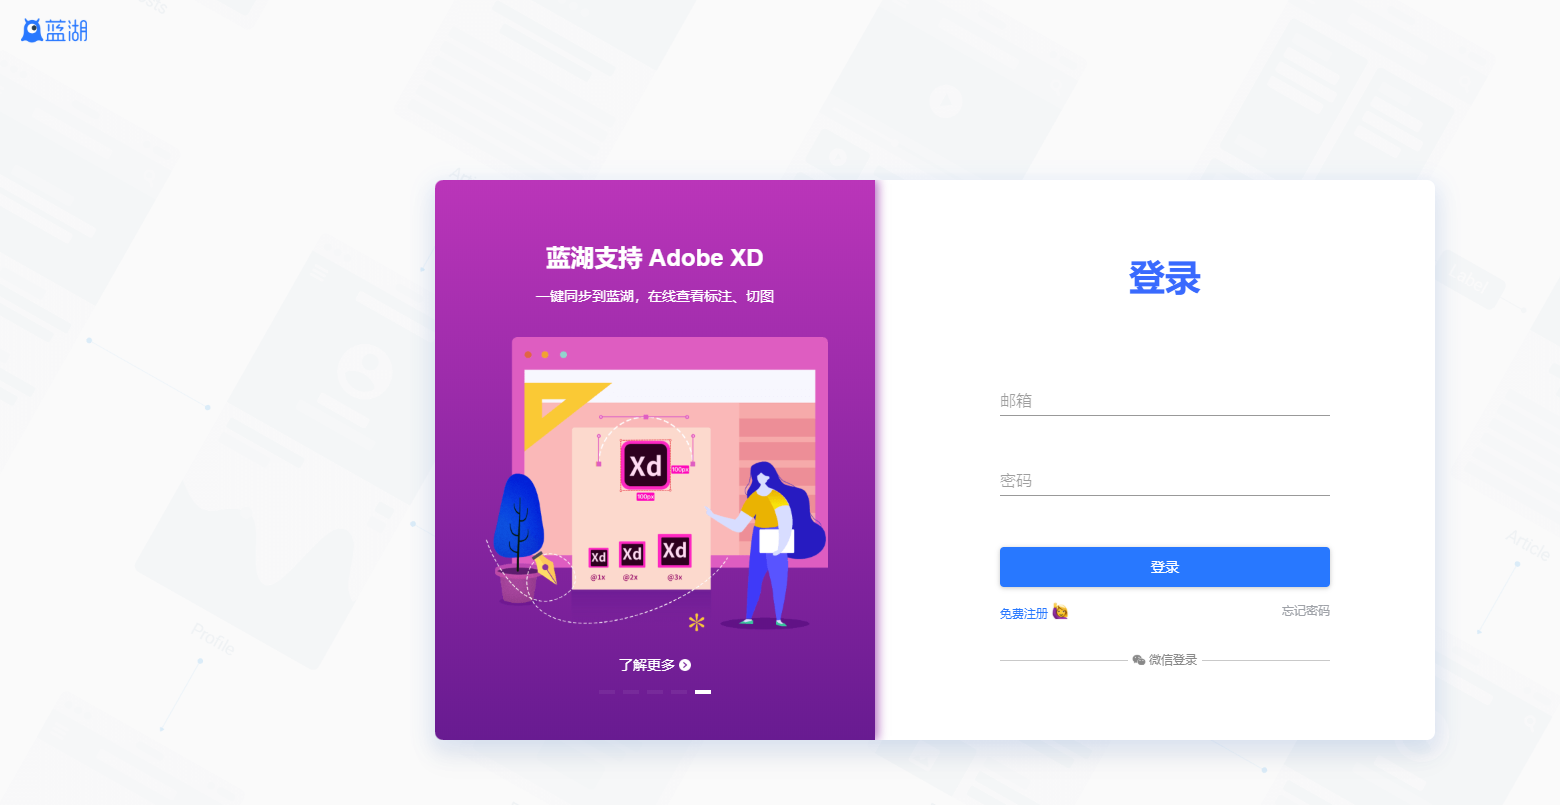 蓝湖
蓝湖支持 Adobe XD
一键同步到蓝湖，在线查看标注、切图
Xd
100px
100px
Xd Xd Xd
@1x @2x @3x
了解更多
登录
邮箱
密码
登录
免费注册 忘记密码
微信登录
Profile
Article